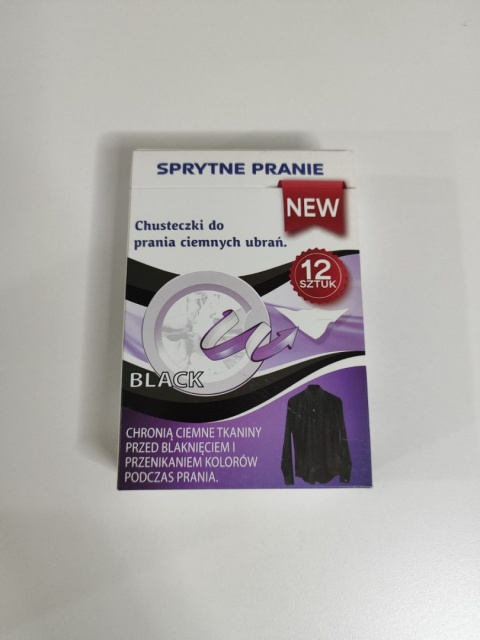 SPRYTNE PRANIE
NEW
Chusteczki do
prania ciemnych ubrań.
12
SZTUK
BLACK
CHRONIĄ CIEMNE TKANINY
PRZED BLAKNIĘCIEM I
PRZENIKANIEM KOLORÓW
PODCZAS PRANIA.